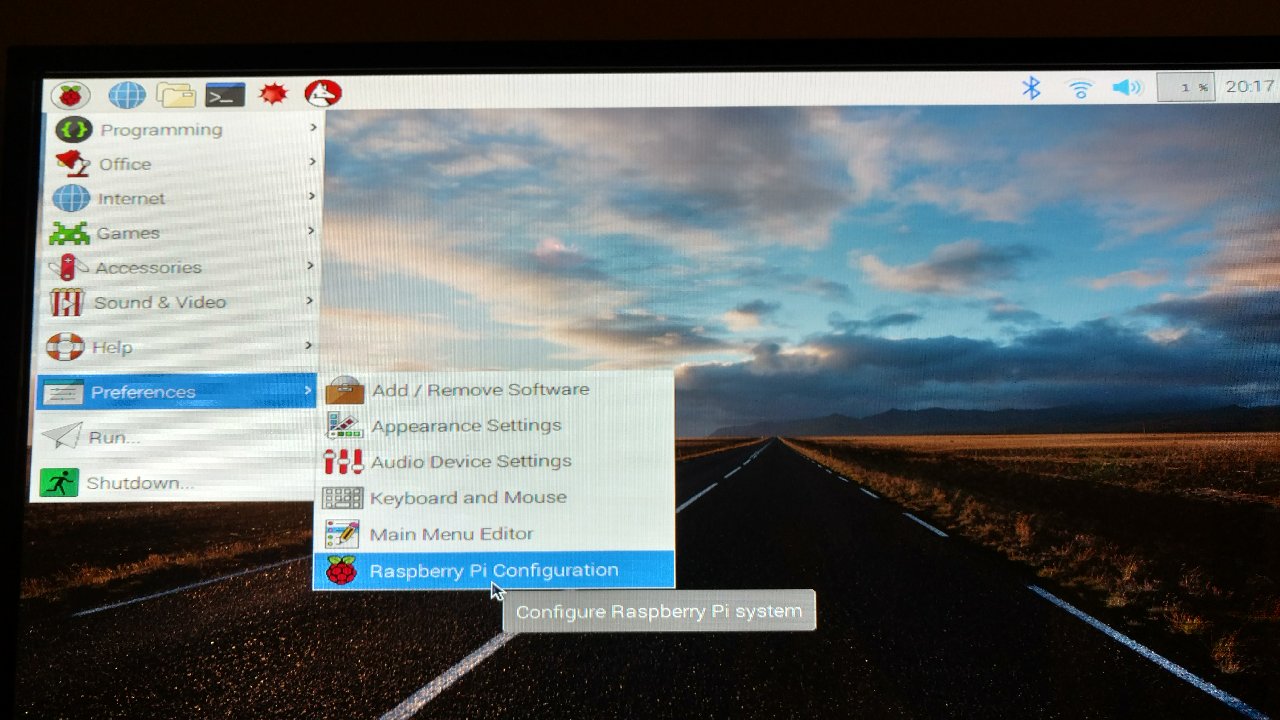 1 %
20:17
Programming
Office
Internet
Games
Accessories
Sound & Video
Help
Preferences
Run...
Shutdown...
Add / Remove Software
Appearance Settings
Audio Device Settings
Keyboard and Mouse
Main Menu Editor
Raspberry Pi Configuration
Configure Raspberry Pi system